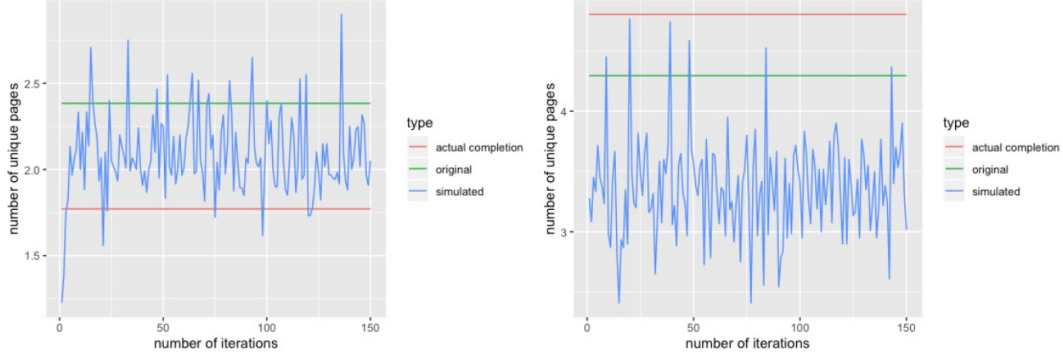 number of unique pages
2.5
2.0
1.5
0
50
100
150
number of iterations
type
actual completion
original
simulated
number of unique pages
4
3
0
50
100
150
number of iterations
type
actual completion
original
simulated